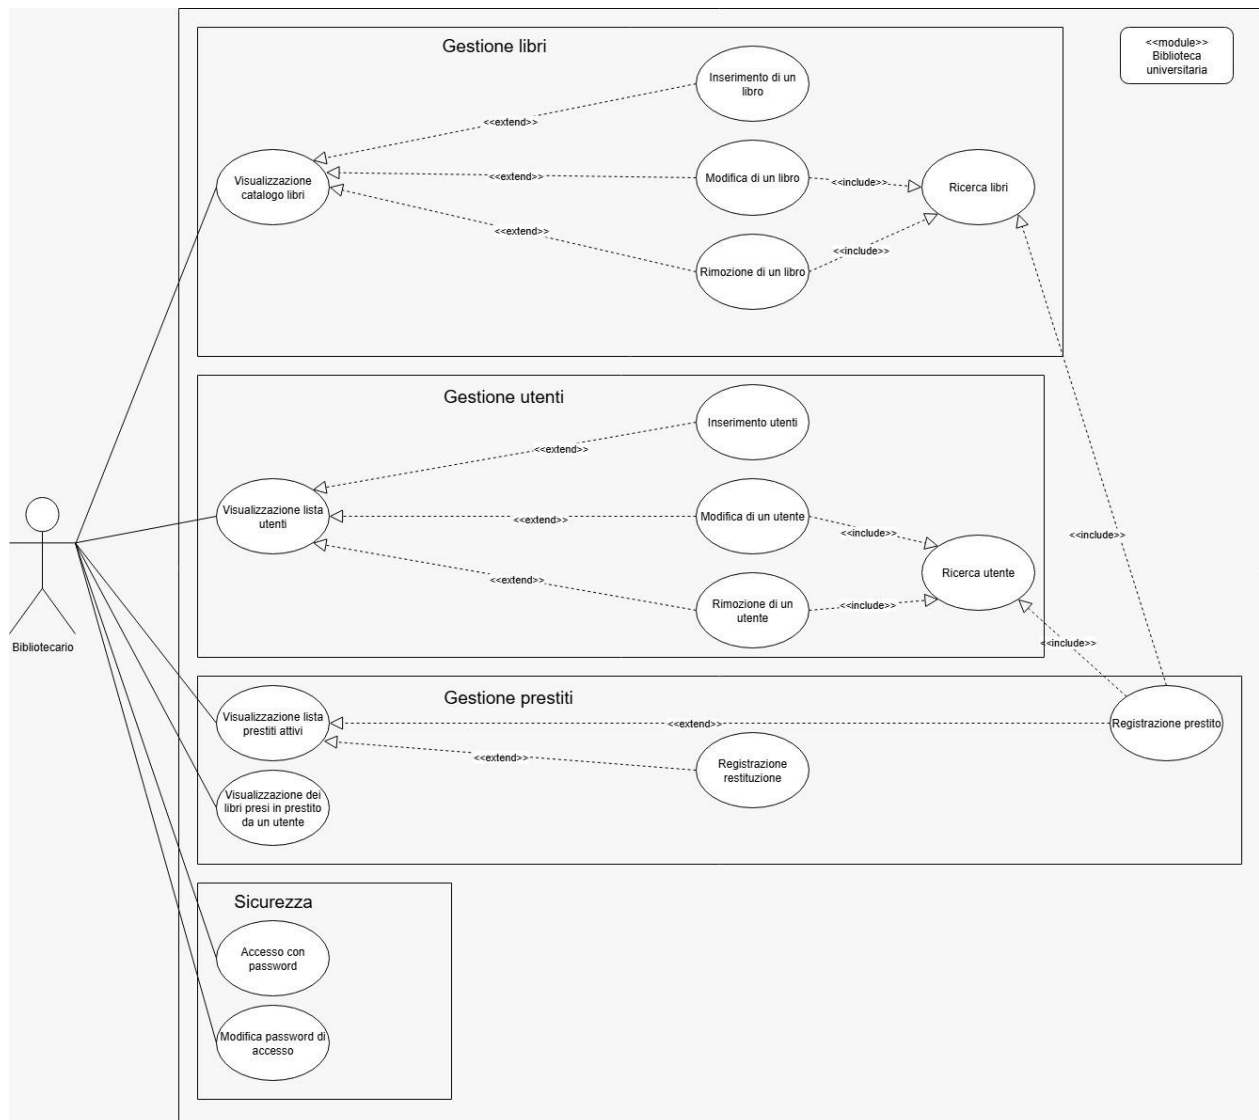 Gestione libri
<<module>>
Biblioteca
universitaria
Inserimento di un
libro
<<extend>>
Visualizzazione
catalogo libri
<<extend>>
Modifica di un libro
<<include>>
Ricerca libri
<<extend>>
Rimozione di un libro
<<include>>
Gestione utenti
Inserimento utenti
<<extend>>
Visualizzazione lista
utenti
<<extend>>
Modifica di un utente
<<include>>
<<include>>
Ricerca utente
<<extend>>
Rimozione di un
utente
<<include>>
<<include>>
Bibliotecario
Gestione prestiti
Visualizzazione lista
prestiti attivi
<<extend>>
Registrazione prestito
<<extend>>
Registrazione
restituzione
Visualizzazione dei
libri presi in prestito
da un utente
Sicurezza
Accesso con
password
Modifica password di
accesso